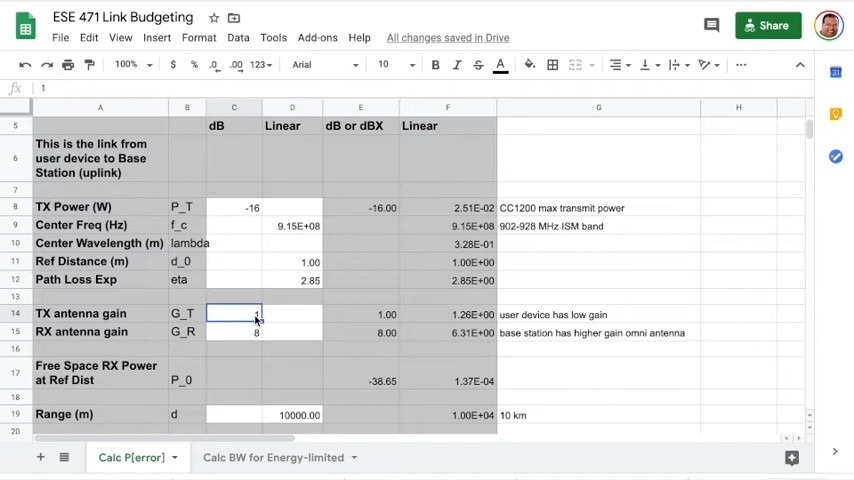 ESE 471 Link Budgeting
File Edit View Insert Format Data Tools Add-ons Help All changes saved in Drive
Share
100% $ % .0 .00 123 Arial 10 B I S A
fx 1
A B C D E F G H
5 dB Linear dB or dBX Linear
6 This is the link from
user device to Base
Station (uplink)
7
8 TX Power (W) P_T -16 -16.00 2.51E-02 CC1200 max transmit power
9 Center Freq (Hz) f_c 9.15E+08 9.15E+08 902-928 MHz ISM band
10 Center Wavelength (m) lambda 3.28E-01
11 Ref Distance (m) d_0 1.00 1.00E+00
12 Path Loss Exp eta 2.85 2.85E+00
13
14 TX antenna gain G_T 1 1.00 1.26E+00 user device has low gain
15 RX antenna gain G_R 8 8.00 6.31E+00 base station has higher gain omni antenna
16
17 Free Space RX Power
at Ref Dist P_0 -38.65 1.37E-04
18
19 Range (m) d 10000.00 1.00E+04 10 km
20
Calc P[error] Calc BW for Energy-limited
31